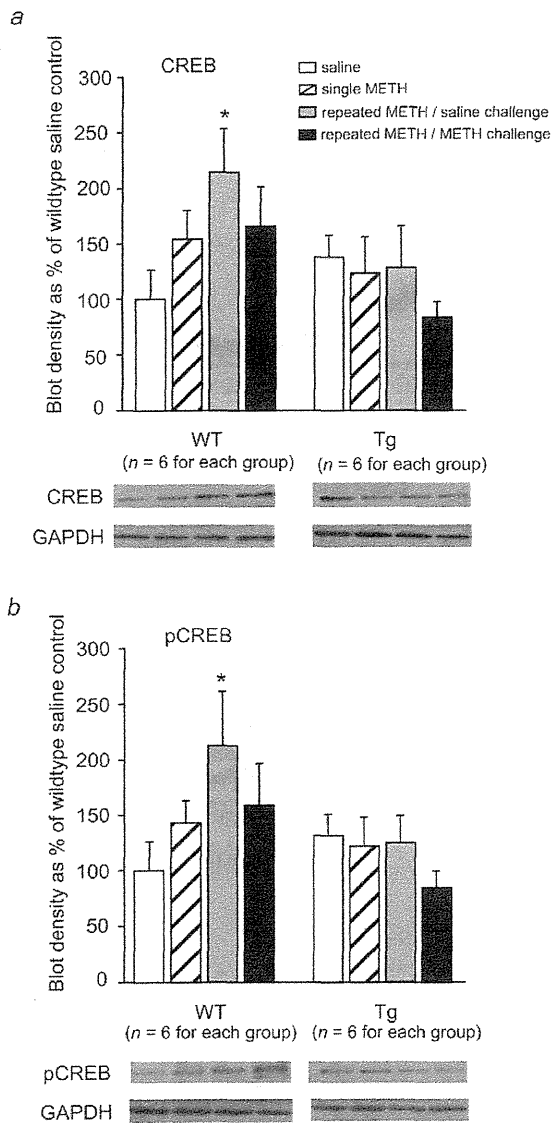 a
CREB
saline
single METH
repeated METH / saline challenge
repeated METH / METH challenge
Blot density as % of wildtype saline control
300
250
200
150
100
50
0
*
WT
(n = 6 for each group)
Tg
(n = 6 for each group)
CREB
GAPDH
b
pCREB
Blot density as % of wildtype saline control
300
250
200
150
100
50
0
*
WT
(n = 6 for each group)
Tg
(n = 6 for each group)
pCREB
GAPDH